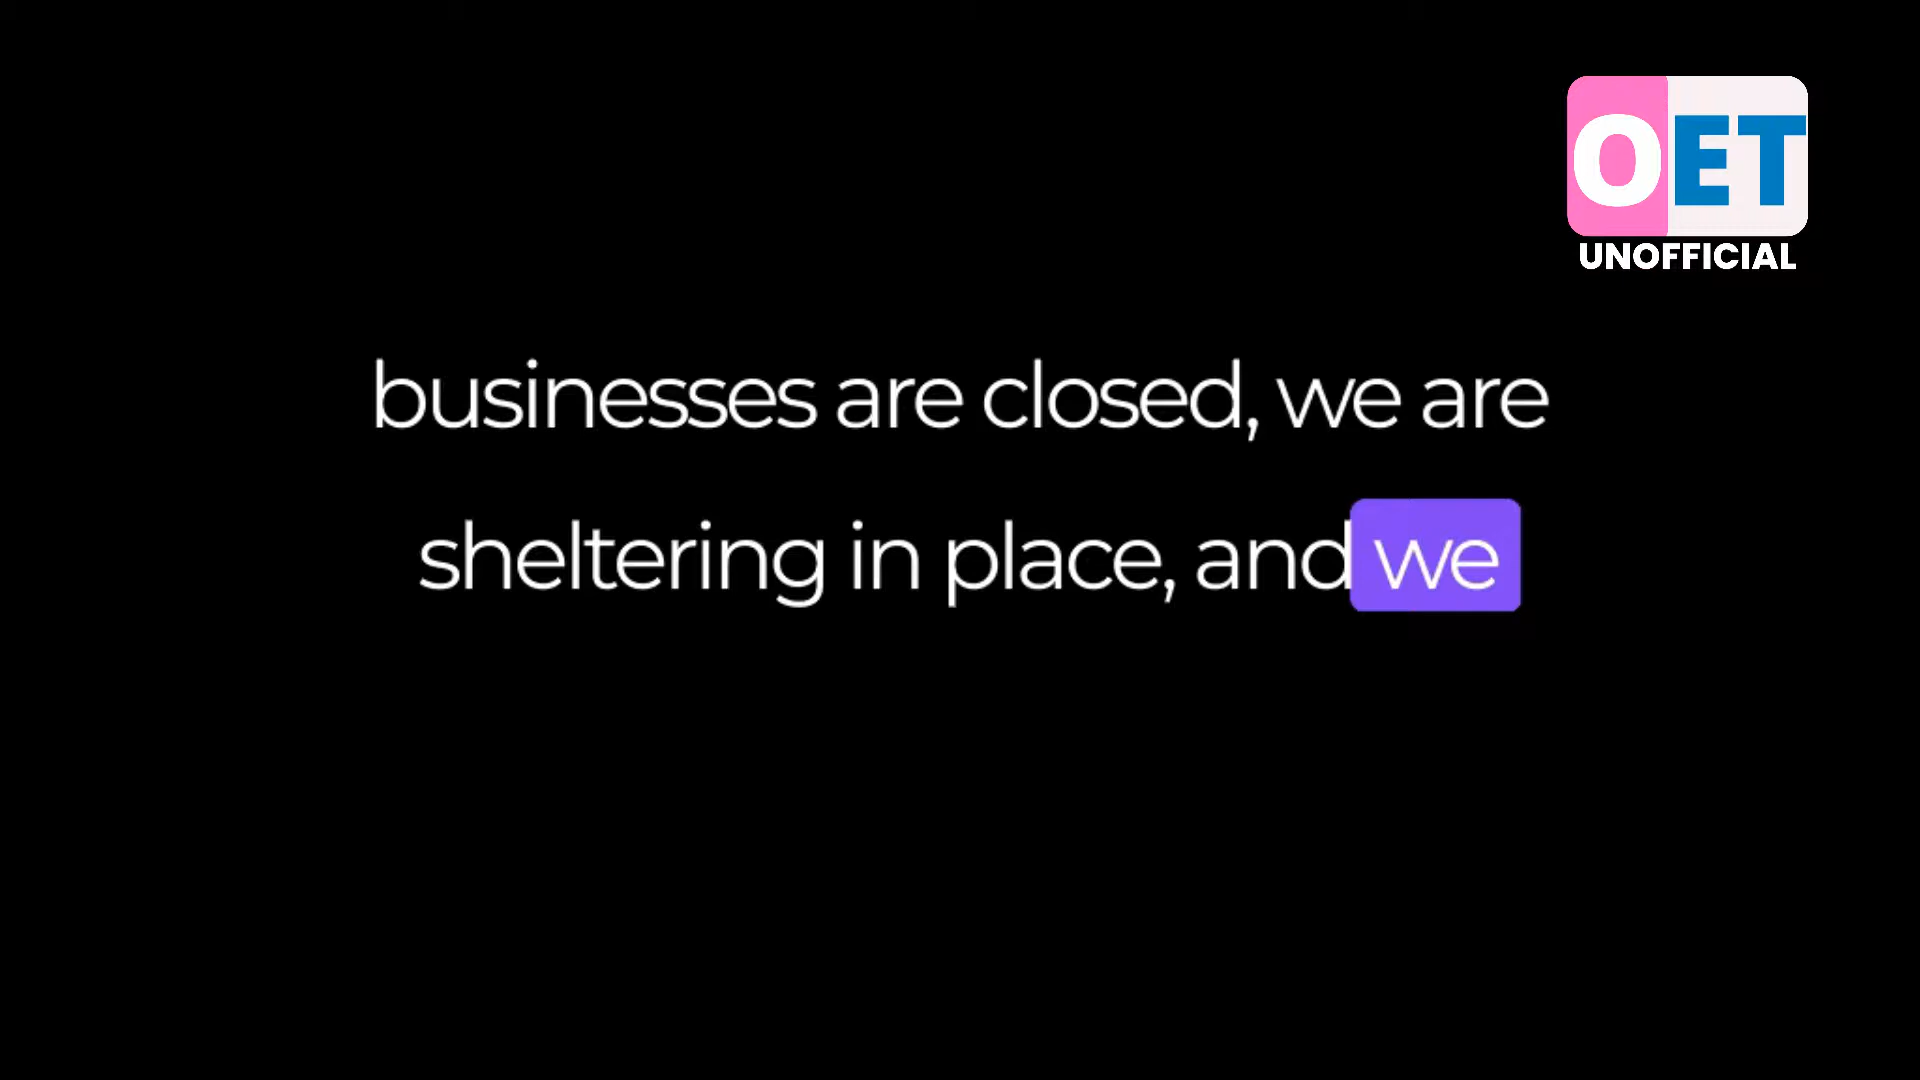 OET
UNOFFICIAL
businesses are closed, we are
sheltering in place, and we